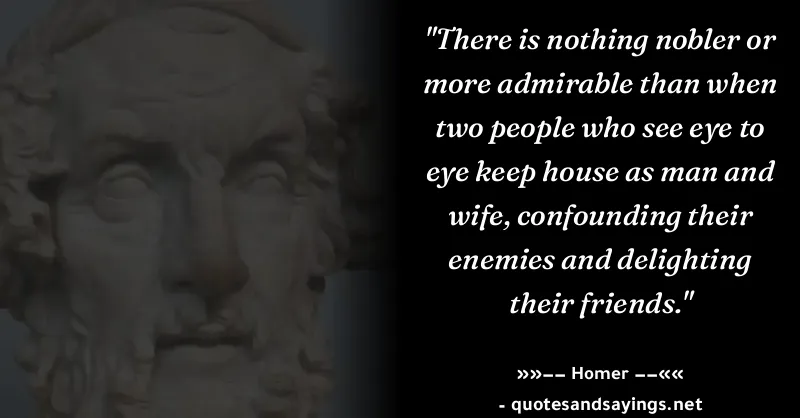 "There is nothing nobler or
more admirable than when
two people who see eye to
eye keep house as man and
wife, confounding their
enemies and delighting
their friends."
»»−− Homer −−««
- quotesandsayings.net